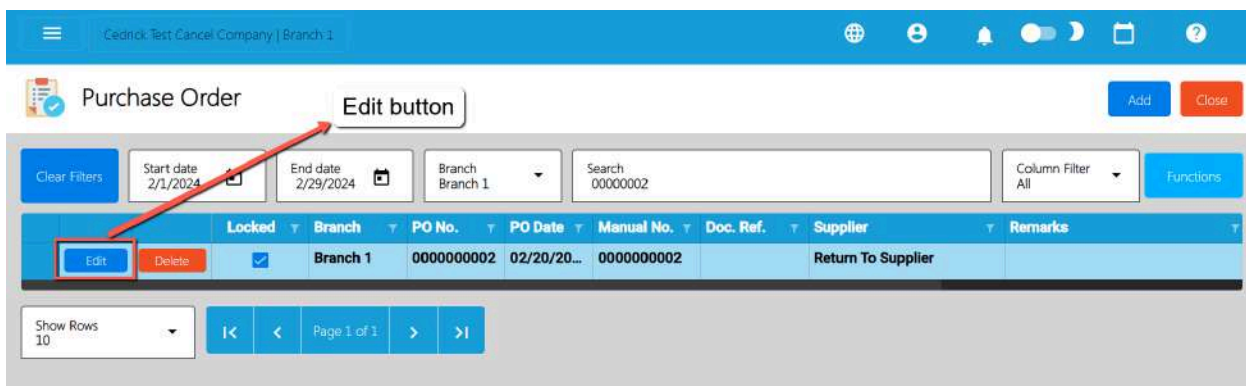 Cedrick Test Cancel Company | Branch 1
Purchase Order
Edit button
Add
Close
Clear Filters
Start date
2/1/2024
End date
2/29/2024
Branch
Branch 1
Search
00000002
Column Filter
All
Functions
Locked Branch PO No. PO Date Manual No. Doc. Ref. Supplier Remarks
Edit Delete Branch 1 0000000002 02/20/20... 0000000002 Return To Supplier
Show Rows
10
Page 1 of 1